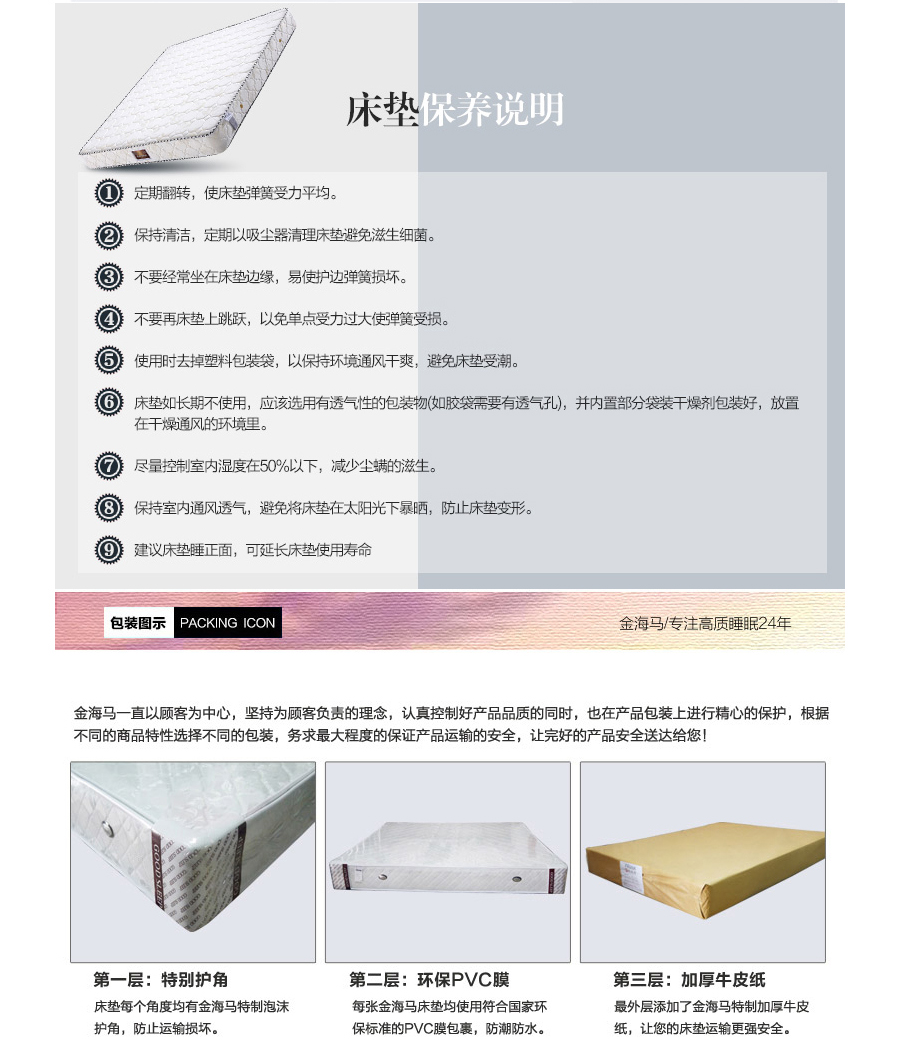 床垫保养说明
1 定期翻转，使床垫弹簧受力平均。
2 保持清洁，定期以吸尘器清理床垫避免滋生细菌。
3 不要经常坐在床垫边缘，易使护边弹簧损坏。
4 不要再床垫上跳跃，以免单点受力过大使弹簧受损。
5 使用时去掉塑料包装袋，以保持环境通风干爽，避免床垫受潮。
6 床垫如长期不使用，应该选用有透气性的包装物(如胶袋需要有透气孔)，并内置部分袋装干燥剂包装好，放置
在干燥通风的环境里。
7 尽量控制室内湿度在50%以下，减少尘螨的滋生。
8 保持室内通风透气，避免将床垫在太阳光下暴晒，防止床垫变形。
9 建议床垫睡正面，可延长床垫使用寿命
包装图示 PACKING ICON 金海马/专注高质睡眠24年
金海马一直以顾客为中心，坚持为顾客负责的理念，认真控制好产品品质的同时，也在产品包装上进行精心的保护，根据
不同的商品特性选择不同的包装，务求最大程度的保证产品运输的安全，让完好的产品安全送达给您！
GOOD SLEEP
第一层：特别护角
床垫每个角度均有金海马特制泡沫
护角，防止运输损坏。
第二层：环保PVC膜
每张金海马床垫均使用符合国家环
保标准的PVC膜包裹，防潮防水。
第三层：加厚牛皮纸
最外层添加了金海马特制加厚牛皮
纸，让您的床垫运输更强安全。